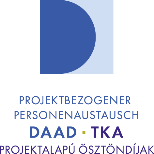 PROJEKTBEZOGENER
PERSONENAUSTAUSCH
DAAD · TKA
PROJEKTALAPÚ ÖSZTÖNDÍJAK